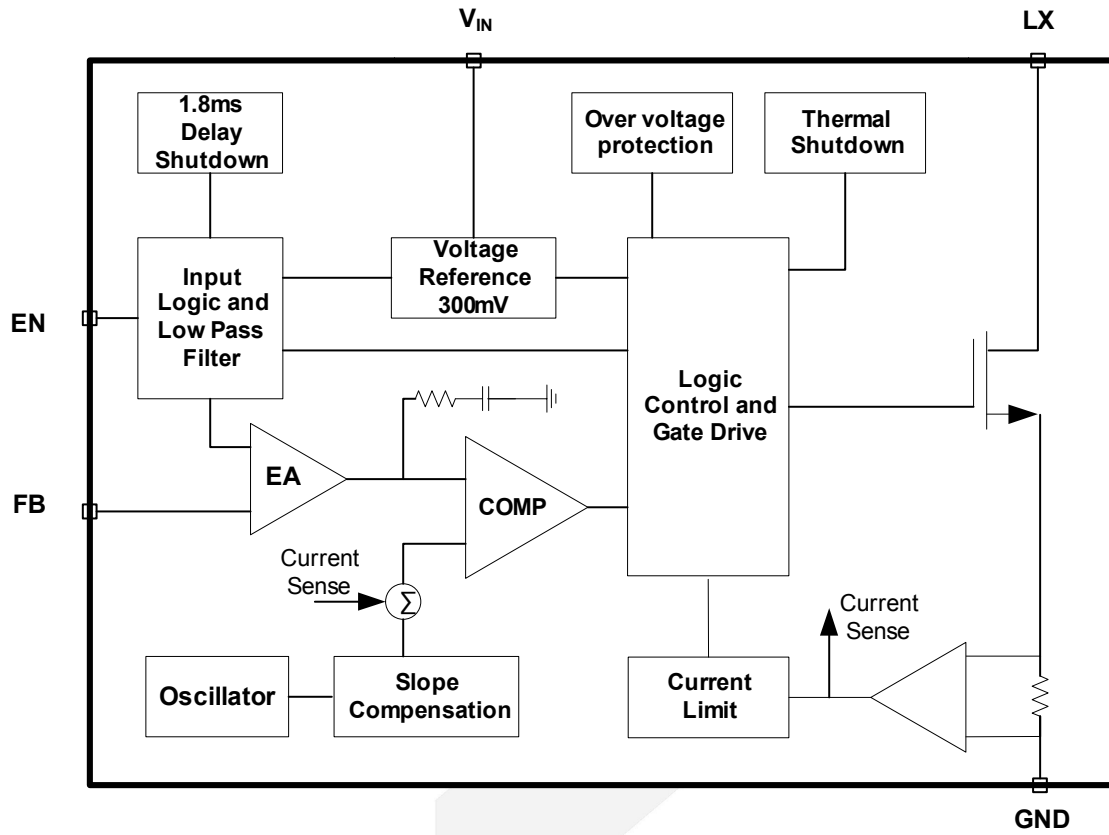 VIN
LX
1.8ms
Delay
Shutdown
Over voltage
protection
Thermal
Shutdown
Input
Logic and
Low Pass
Filter
Voltage
Reference
300mV
EN
Logic
Control and
Gate Drive
EA
FB
COMP
Current
Sense
Σ
Current
Sense
Oscillator
Slope
Compensation
Current
Limit
GND